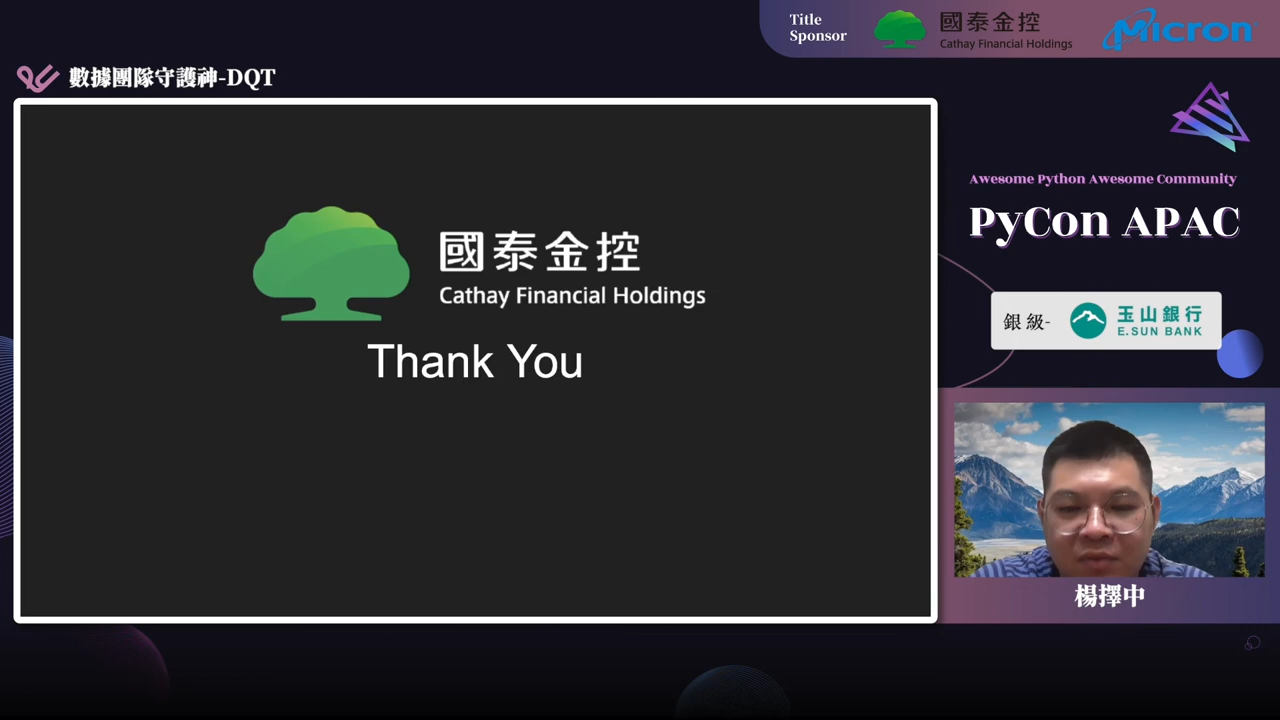 Title
Sponsor
國泰金控
Cathay Financial Holdings
Micron
數據團隊守護神-DQT
國泰金控
Cathay Financial Holdings
Thank You
Awesome Python Awesome Community
PyCon APAC
銀級-
玉山銀行
E.SUN BANK
楊擇中